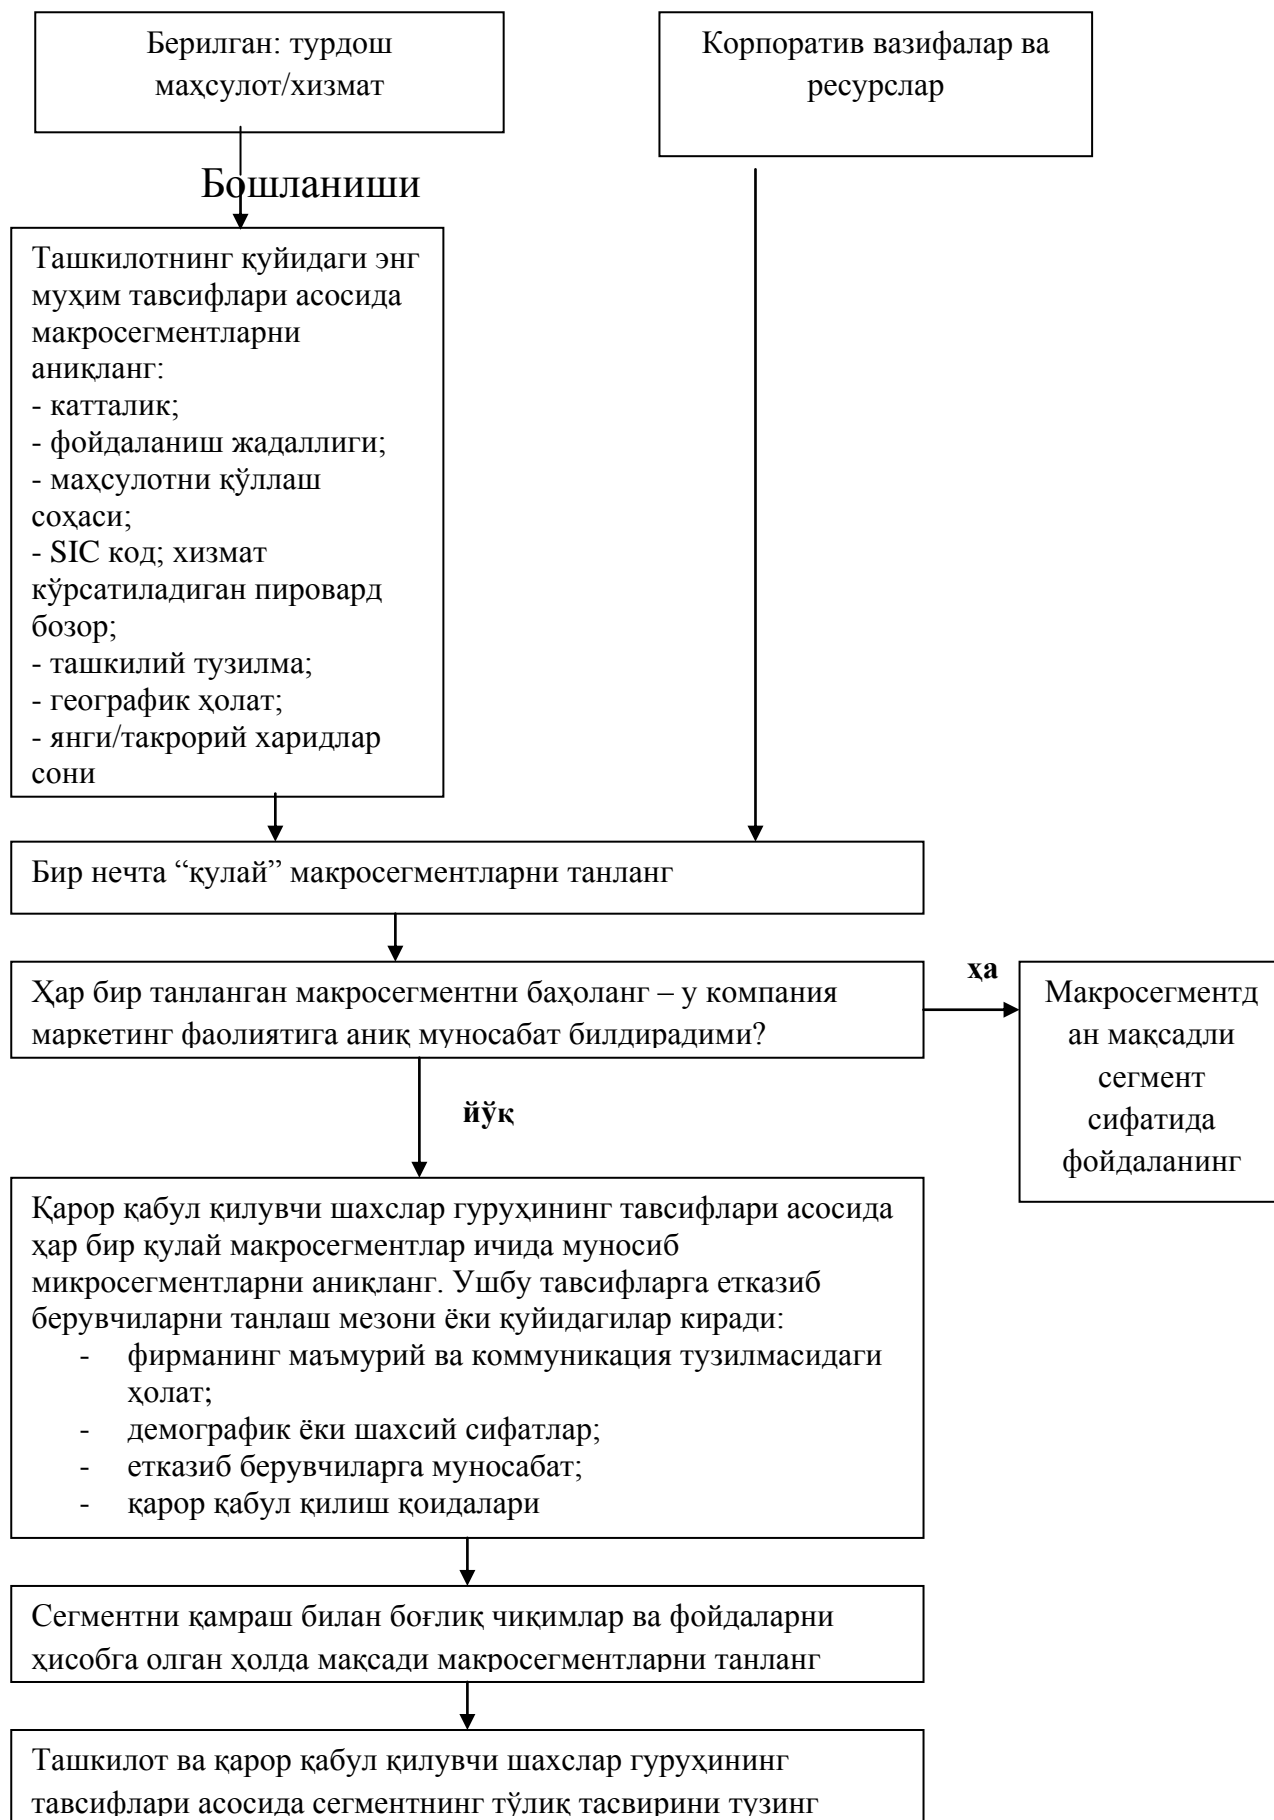 Берилган: турдош
маҳсулот/хизмат
Корпоратив вазифалар ва
ресурслар
Бошланиши
Ташкилотнинг қуйидаги энг
муҳим тавсифлари асосида
макросегментларни
аниқланг:
- катталик;
- фойдаланиш жадаллиги;
- маҳсулотни қўллаш
соҳаси;
- SIC код; хизмат
кўрсатиладиган пировард
бозор;
- ташкилий тузилма;
- географик ҳолат;
- янги/такрорий харидлар
сони
Бир нечта “қулай” макросегментларни танланг
Ҳар бир танланган макросегментни баҳоланг – у компания
маркетинг фаолиятига аниқ муносабат билдирадими?
ҳа
Макросегментд
ан мақсадли
сегмент
сифатида
фойдаланинг
йўқ
Қарор қабул қилувчи шахслар гуруҳининг тавсифлари асосида
ҳар бир қулай макросегментлар ичида муносиб
микросегментларни аниқланг. Ушбу тавсифларга етказиб
берувчиларни танлаш мезони ёки қуйидагилар киради:
- фирманинг маъмурий ва коммуникация тузилмасидаги
ҳолат;
- демографик ёки шахсий сифатлар;
- етказиб берувчиларга муносабат;
- қарор қабул қилиш қоидалари
Сегментни қамраш билан боғлиқ чиқимлар ва фойдаларни
ҳисобга олган ҳолда мақсади макросегментларни танланг
Ташкилот ва қарор қабул қилувчи шахслар гуруҳининг
тавсифлари асосида сегментнинг тўлиқ тасвирини тузинг